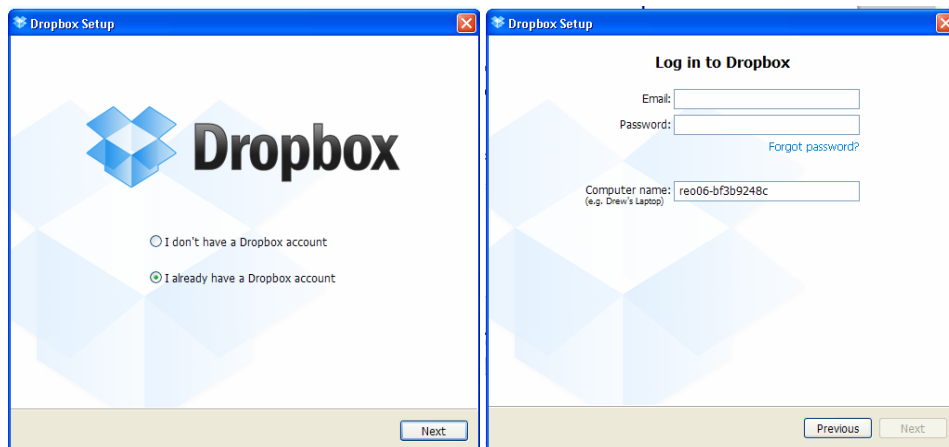 Dropbox Setup
Dropbox
I don't have a Dropbox account
I already have a Dropbox account
Next
Dropbox Setup
Log in to Dropbox
Email:
Password:
Forgot password?
Computer name: reo06-bf3b9248c
(e.g. Drew's Laptop)
Previous Next